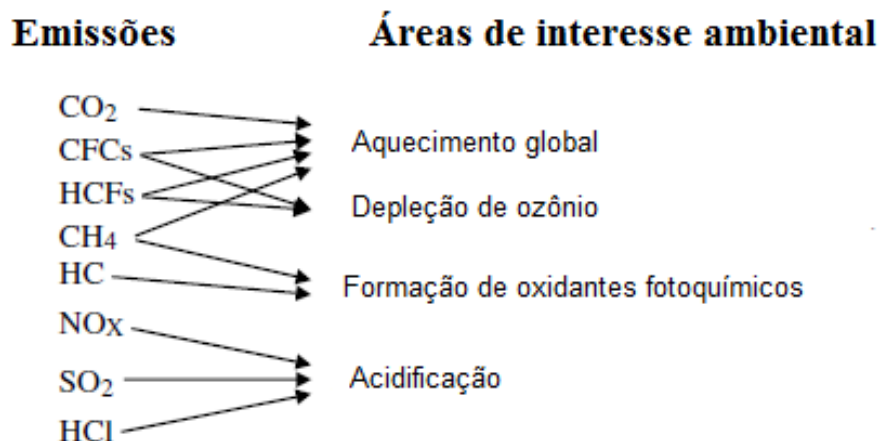 Emissões Áreas de interesse ambiental
CO₂
CFCs
HCFs
CH₄
HC
NOx
SO₂
HCl
Aquecimento global
Depleção de ozônio
Formação de oxidantes fotoquímicos
Acidificação